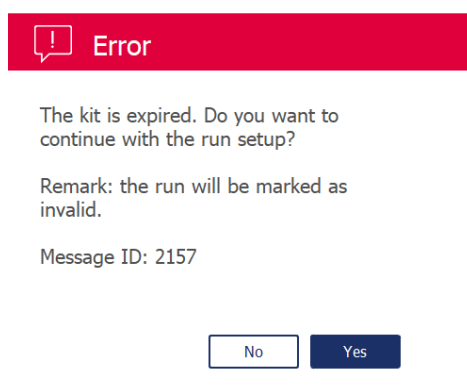 Error
The kit is expired. Do you want to
continue with the run setup?
Remark: the run will be marked as
invalid.
Message ID: 2157
No
Yes